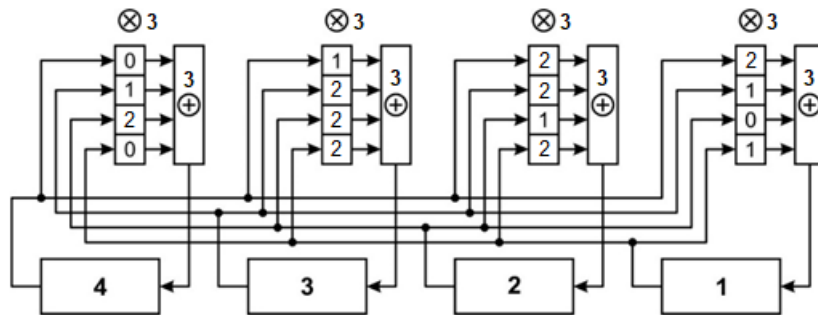 ⊗ 3 ⊗ 3 ⊗ 3 ⊗ 3
0 1 2 2
3 3 3 3
1 2 2 1
⊕ ⊕ ⊕ ⊕
2 2 1 0
0 2 2 1
4 3 2 1